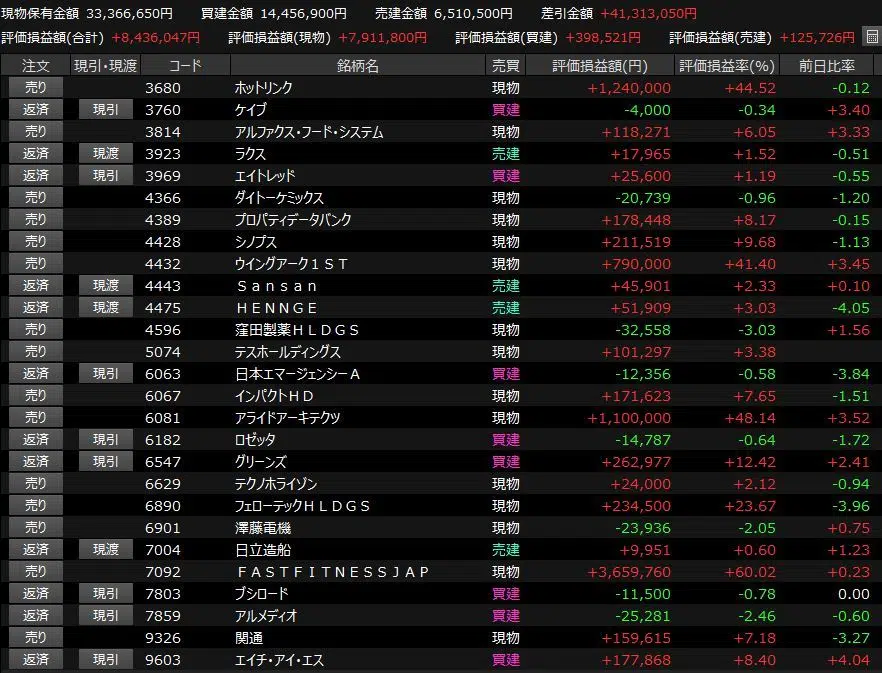 現物保有金額 33,366,650円 買建金額 14,456,900円 売建金額 6,510,500円 差引金額 +41,313,050円
評価損益額(合計) +8,436,047円 評価損益額(現物) +7,911,800円 評価損益額(買建) +398,521円 評価損益額(売建) +125,726円
注文 現引・現渡 コード 銘柄名 売買 評価損益額(円) 評価損益率(%) 前日比率
売り 3680 ホットリンク 現物 +1,240,000 +44.52 -0.12
返済 現引 3760 ケイブ 買建 -4,000 -0.34 +3.40
売り 3814 アルファクス・フード・システム 現物 +118,271 +6.05 +3.33
返済 現渡 3923 ラクス 売建 +17,965 +1.52 -0.51
返済 現引 3969 エイトレッド 買建 +25,600 +1.19 -0.55
売り 4366 ダイトーケミックス 現物 -20,739 -0.96 -1.20
売り 4389 プロパティデータバンク 現物 +178,448 +8.17 -0.15
売り 4428 シノプス 現物 +211,519 +9.68 -1.13
売り 4432 ウイングアーク1ST 現物 +790,000 +41.40 +3.45
返済 現渡 4443 Sansan 売建 +45,901 +2.33 +0.10
返済 現渡 4475 HENNGE 売建 +51,909 +3.03 -4.05
売り 4596 窪田製薬HLDGS 現物 -32,558 -3.03 +1.56
売り 5074 テスホールディングス 現物 +101,297 +3.38
返済 現引 6063 日本エマージェンシーA 買建 -12,356 -0.58 -3.84
売り 6067 インパクトHD 現物 +171,623 +7.65 -1.51
売り 6081 アライドアーキテクツ 現物 +1,100,000 +48.14 +3.52
返済 現引 6182 ロゼッタ 買建 -14,787 -0.64 -1.72
返済 現引 6547 グリーンズ 買建 +262,977 +12.42 +2.41
売り 6629 テクノホライゾン 現物 +24,000 +2.12 -0.94
売り 6890 フェローテックHLDGS 現物 +234,500 +23.67 -3.96
売り 6901 澤藤電機 現物 -23,936 -2.05 +0.75
返済 現渡 7004 日立造船 売建 +9,951 +0.60 +1.23
売り 7092 FASTFITNESSJAP 現物 +3,659,760 +60.02 +0.23
返済 現引 7803 ブシロード 買建 -11,500 -0.78 0.00
返済 現引 7859 アルメディオ 買建 -25,281 -2.46 -0.60
売り 9326 関通 現物 +159,615 +7.18 -3.27
返済 現引 9603 エイチ・アイ・エス 買建 +177,868 +8.40 +4.04